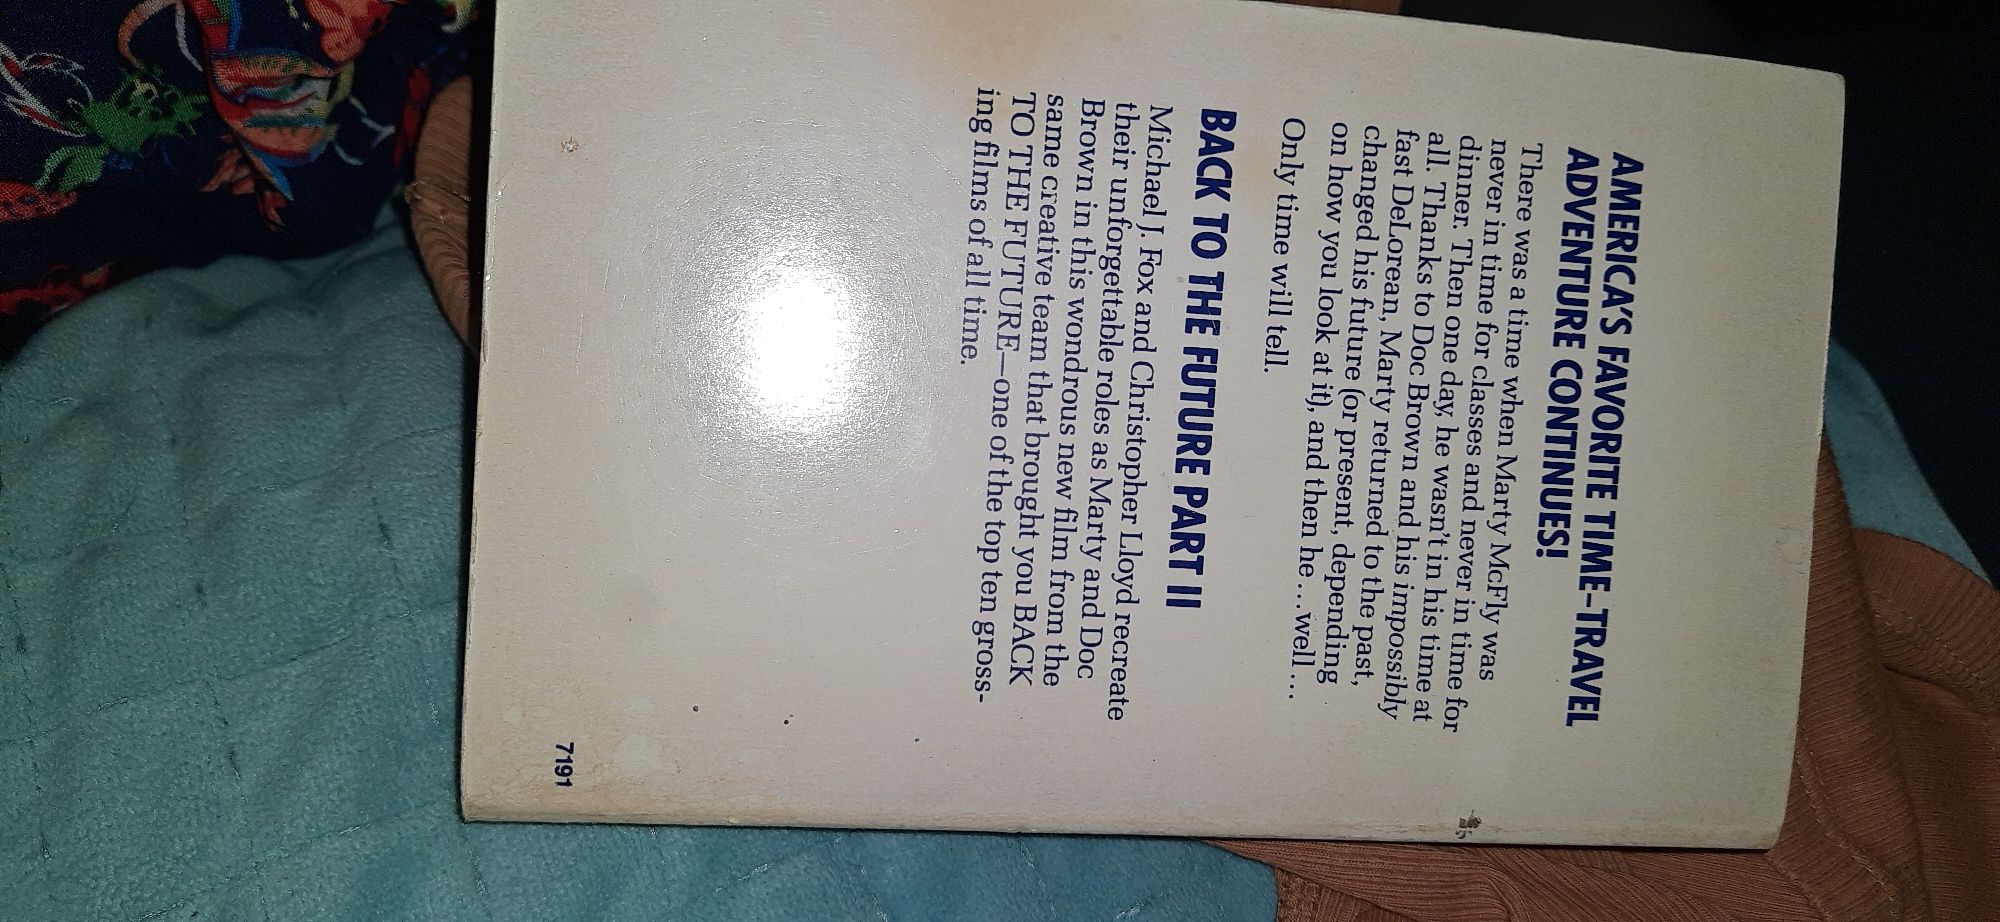 AMERICA'S FAVORITE TIME-TRAVEL
ADVENTURE CONTINUES!
There was a time when Marty McFly was
never in time for classes and never in time for
dinner. Then one day, he wasn't in his time at
all. Thanks to Doc Brown and his impossibly
fast DeLorean, Marty returned to the past,
changed his future (or present, depending
on how you look at it), and then he...well...
Only time will tell.
BACK TO THE FUTURE PART II
Michael J. Fox and Christopher Lloyd recreate
their unforgettable roles as Marty and Doc
Brown in this wondrous new film from the
same creative team that brought you BACK
TO THE FUTURE—one of the top ten gross-
ing films of all time.
7191